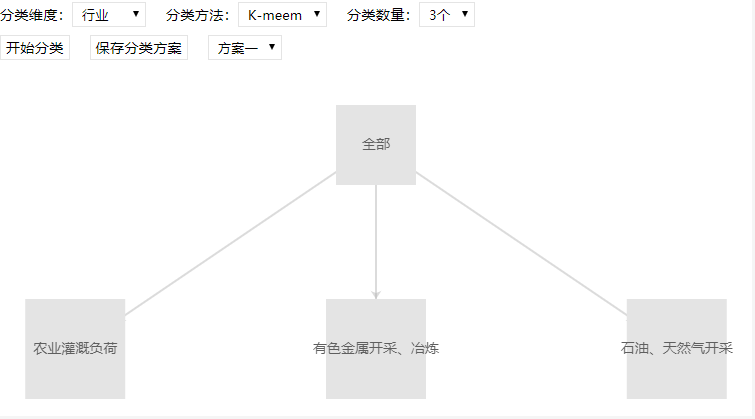 分类维度： 行业 分类方法： K-meem 分类数量： 3个
开始分类 保存分类方案 方案一
全部
农业灌溉负荷 有色金属开采、冶炼 石油、天然气开采